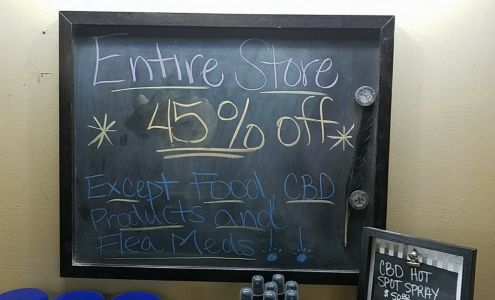 Entire Store
* 45% off *
Except Food, CBD
Products and
Flea Meds!!
CBD HOT
SPOT SPRAY